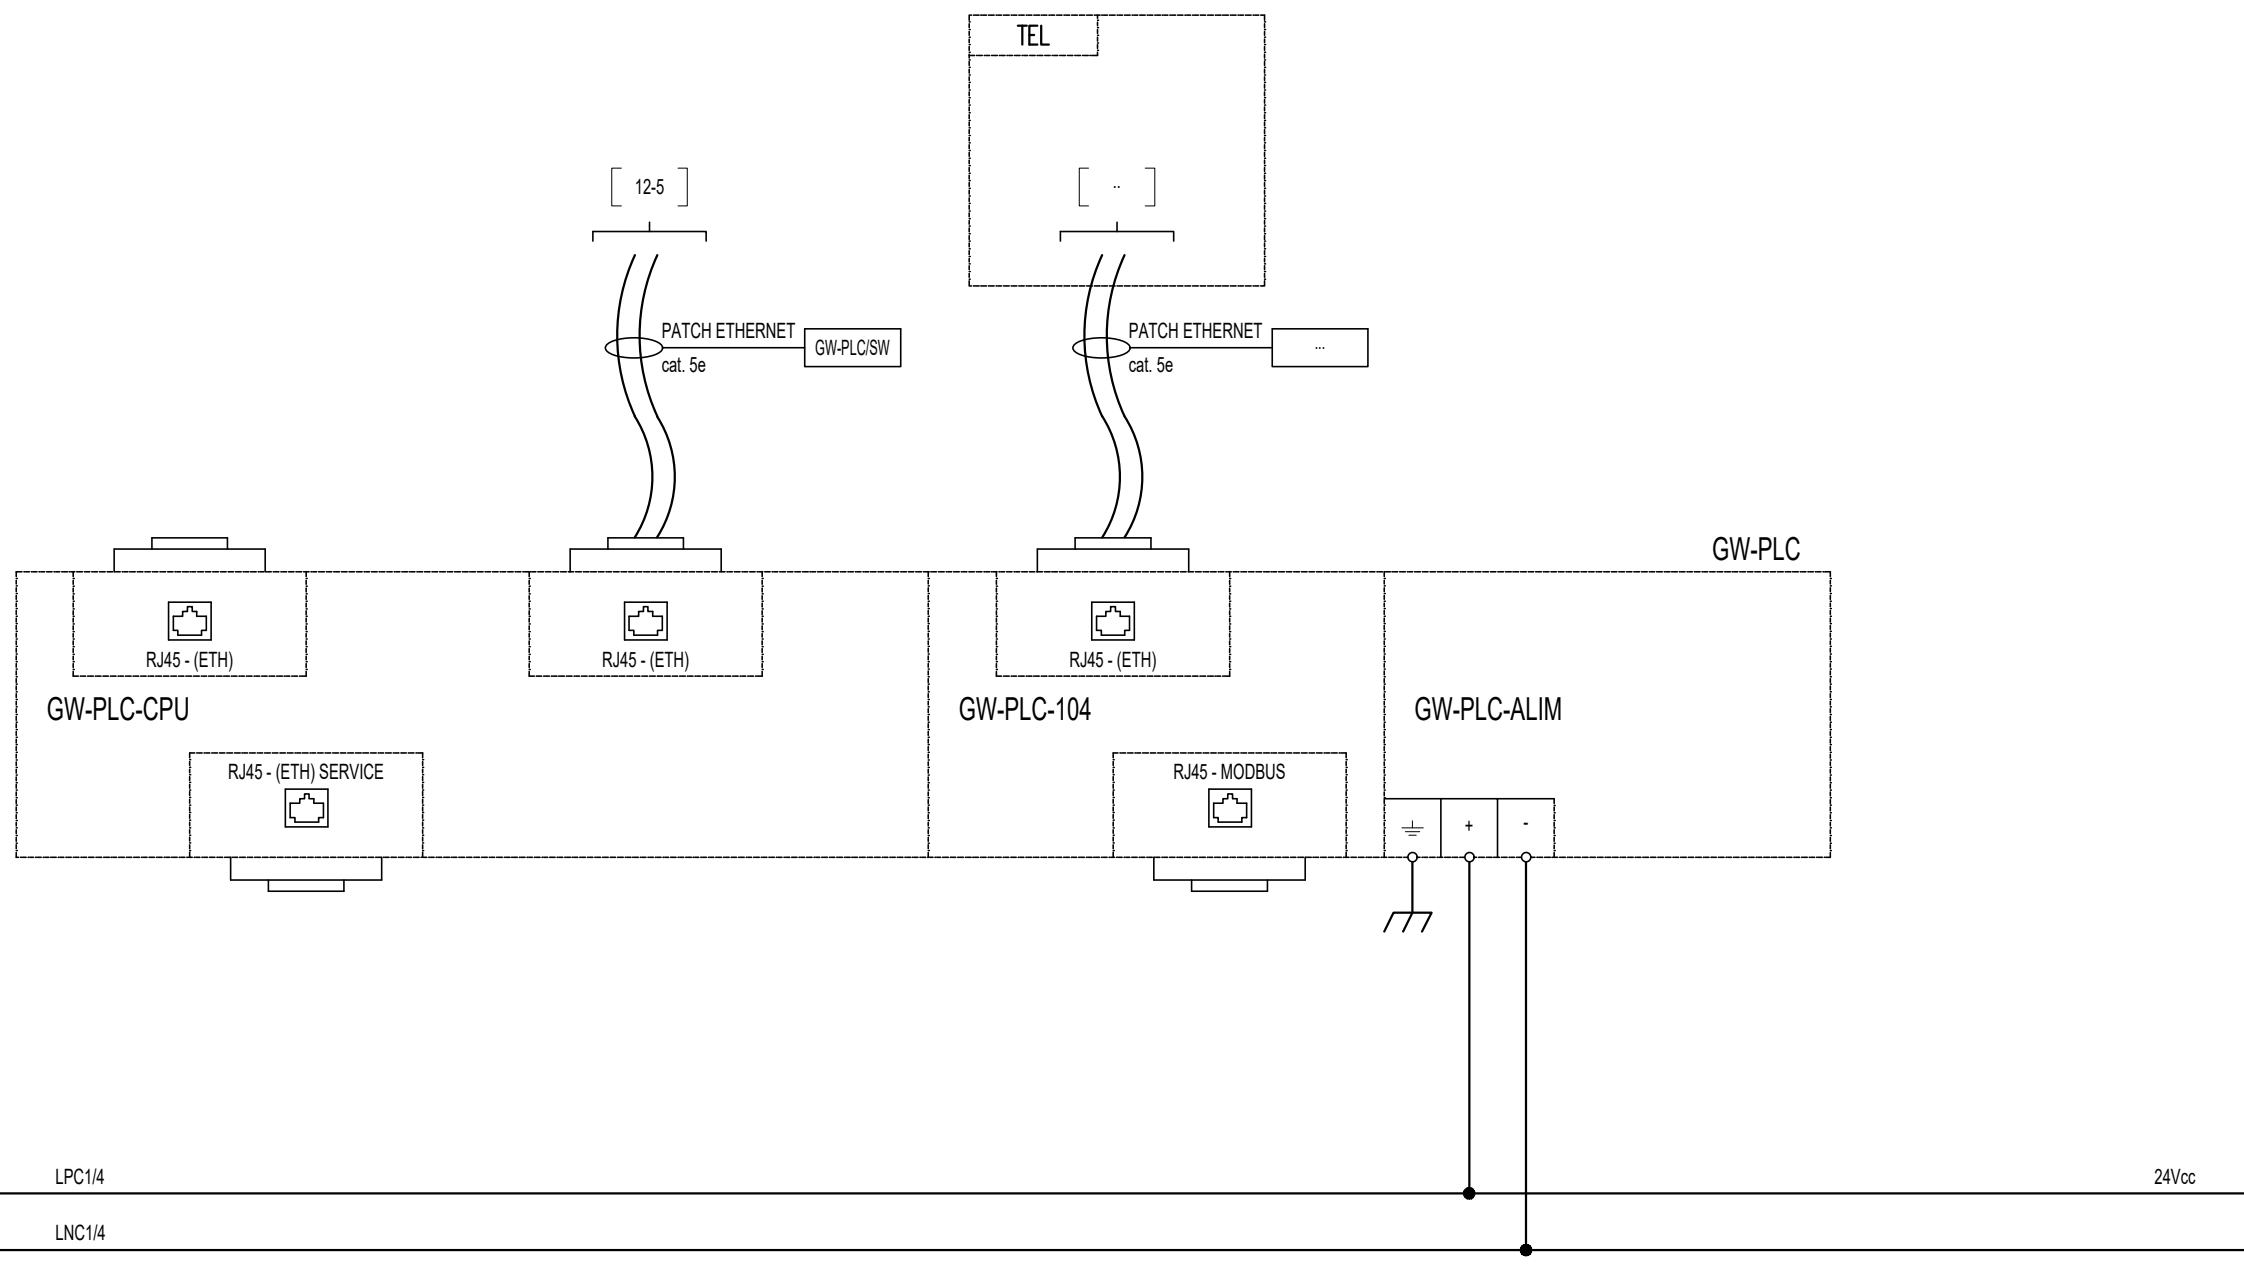 TEL
12-5
..
PATCH ETHERNET
GW-PLC/SW
cat. 5e
PATCH ETHERNET
...
cat. 5e
GW-PLC
RJ45 - (ETH)
RJ45 - (ETH)
RJ45 - (ETH)
GW-PLC-CPU
GW-PLC-104
GW-PLC-ALIM
RJ45 - (ETH) SERVICE
RJ45 - MODBUS
+
-
LPC1/4
24Vcc
LNC1/4